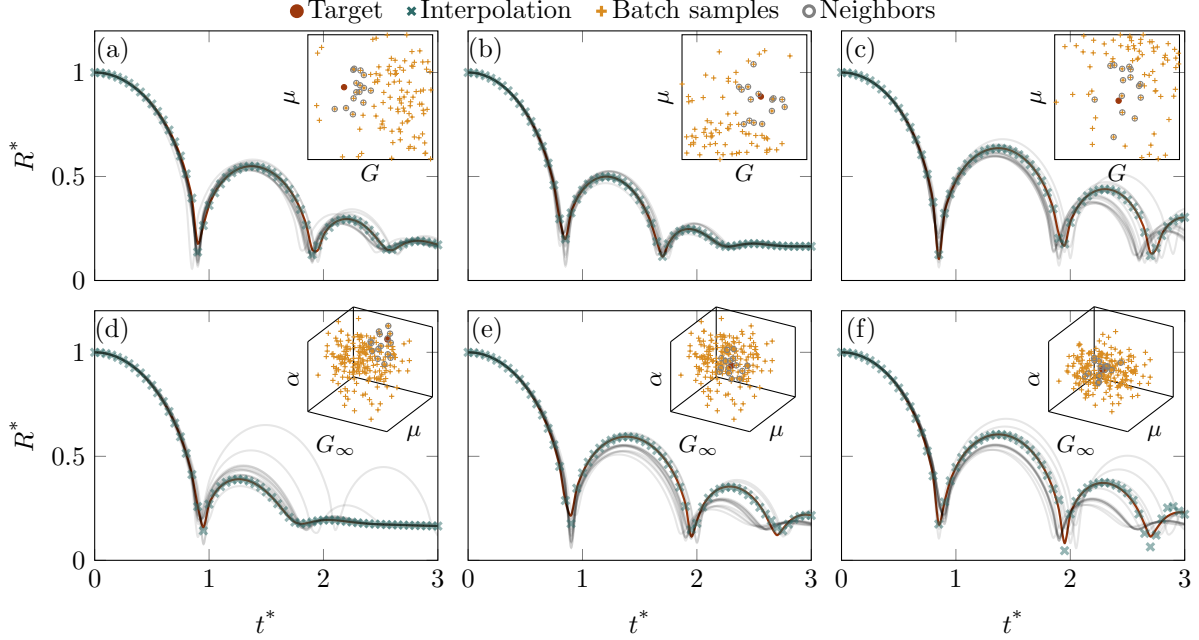 Target Interpolation Batch samples Neighbors
(a) (b) (c)
μ μ μ
G G G
R*
1
0.5
0
(d) (e) (f)
α α α
μ μ μ
G∞ G∞ G∞
R*
1
0.5
0
0 1 2 3 0 1 2 3 0 1 2 3
t* t* t*